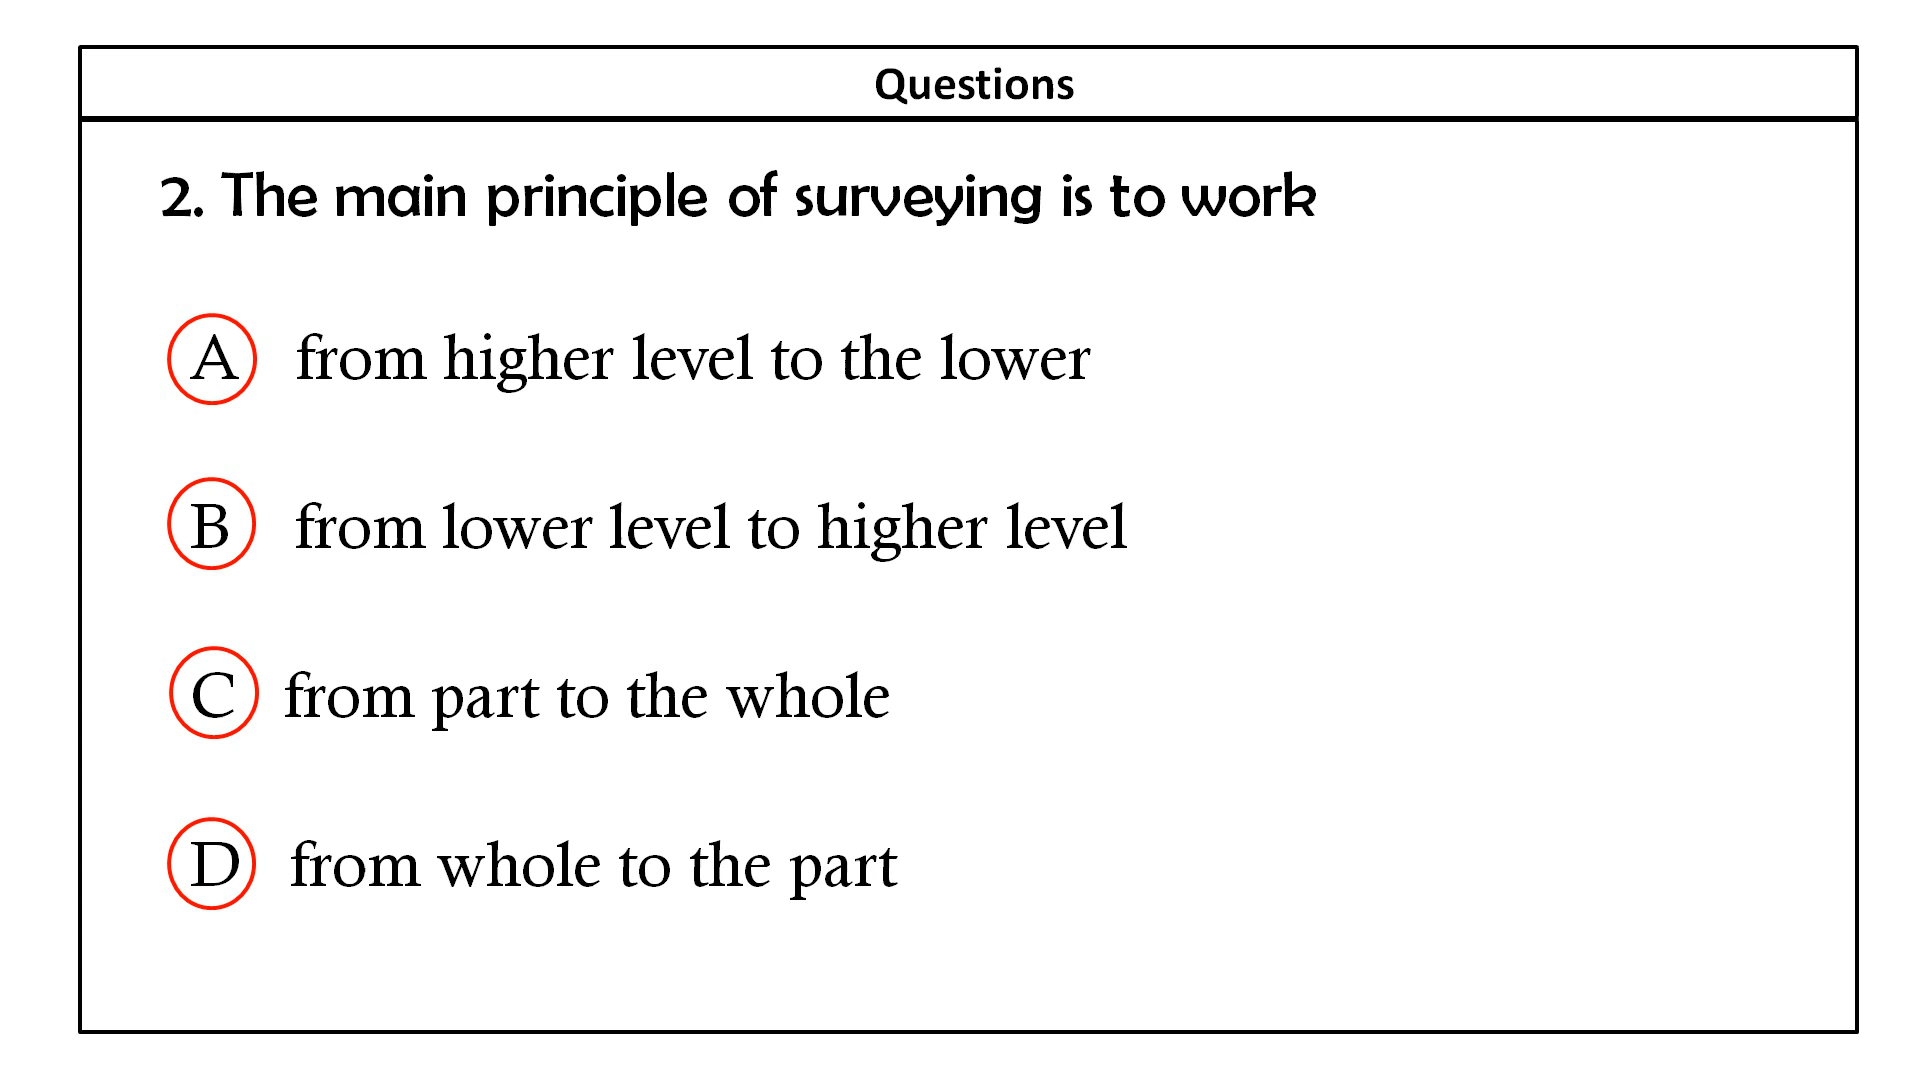 Questions
2. The main principle of surveying is to work
A from higher level to the lower
B from lower level to higher level
C from part to the whole
D from whole to the part